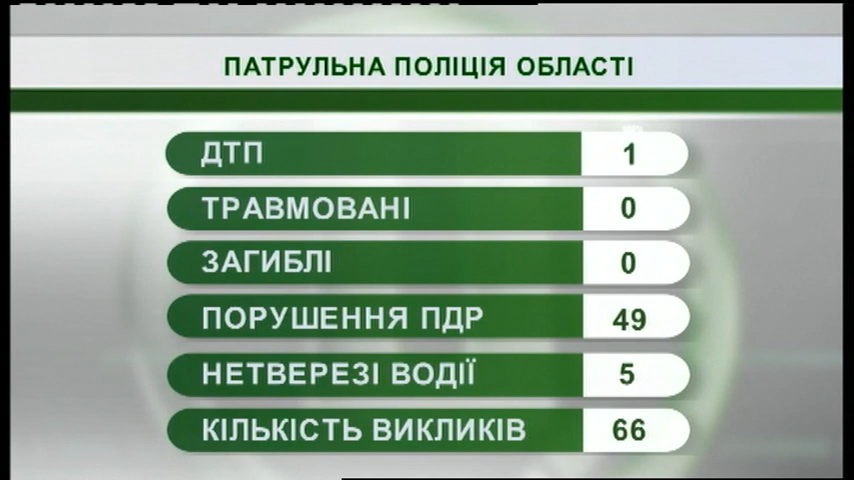 ПАТРУЛЬНА ПОЛІЦІЯ ОБЛАСТІ
ДТП 1
ТРАВМОВАНІ 0
ЗАГИБЛІ 0
ПОРУШЕННЯ ПДР 49
НЕТВЕРЕЗІ ВОДІЇ 5
КІЛЬКІСТЬ ВИКЛИКІВ 66